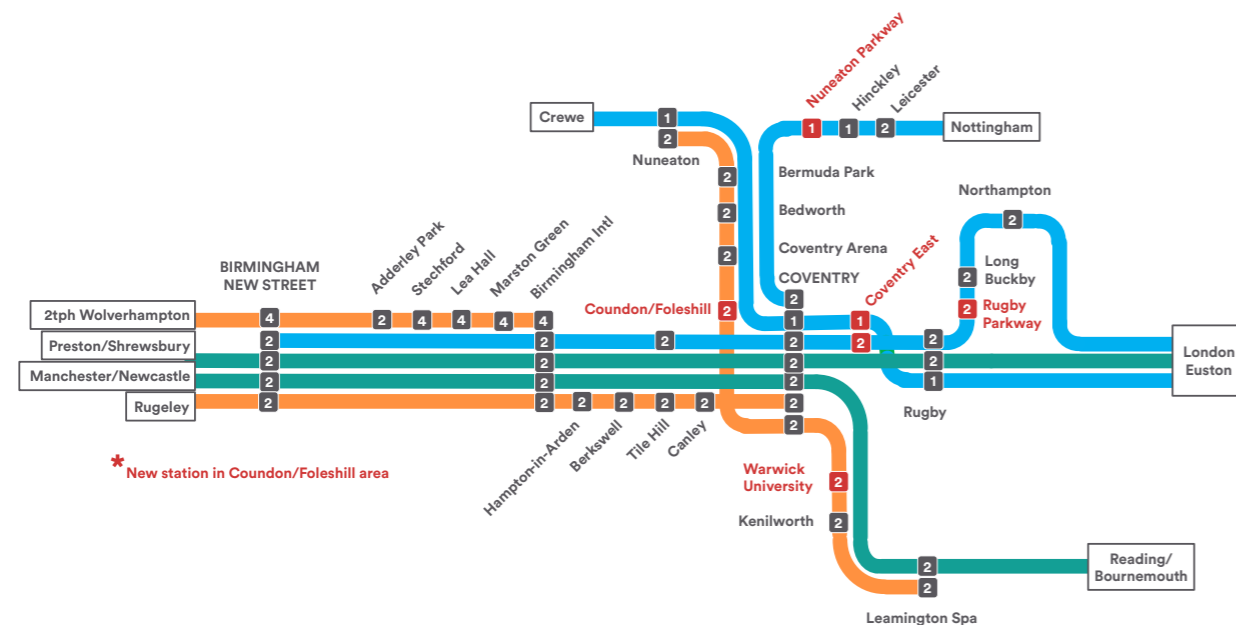 Nuneaton Parkway
Hinckley
Leicester
Crewe
1
2
Nuneaton
1
1
2
Nottingham
Bermuda Park
2
Bedworth
2
Coventry Arena
2
COVENTRY
2
Northampton
2
Long
Buckby
2
Rugby
Parkway
2
BIRMINGHAM
NEW STREET
Adderley Park
Stechford
Lea Hall
Marston Green
Birmingham Intl
Coundon/Foleshill
2
Coventry East
2tph Wolverhampton
4
2
4
4
4
4
1
1
Preston/Shrewsbury
2
2
2
2
2
2
2
2
2
London
Euston
Manchester/Newcastle
2
2
2
1
Rugby
Rugeley
2
2
2
2
2
2
2
2
Hampton-in-Arden
Berkswell
Tile Hill
Canley
* New station in Coundon/Foleshill area
Warwick
University
2
Kenilworth
2
2
2
Leamington Spa
Reading/
Bournemouth